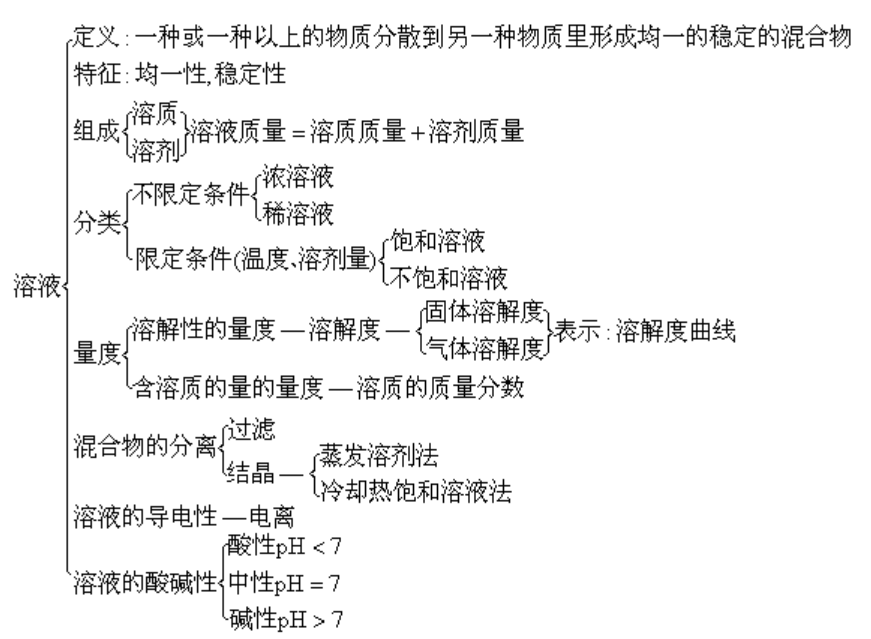 定义:一种或一种以上的物质分散到另一种物质里形成均一的稳定的混合物
特征:均一性,稳定性
组成
溶质
溶剂
溶液质量=溶质质量+溶剂质量
分类
不限定条件
浓溶液
稀溶液
限定条件(温度、溶剂量)
饱和溶液
不饱和溶液
溶液
量度
溶解性的量度—溶解度—
固体溶解度
气体溶解度
表示:溶解度曲线
含溶质的量的量度—溶质的质量分数
混合物的分离
过滤
结晶—
蒸发溶剂法
冷却热饱和溶液法
溶液的导电性—电离
溶液的酸碱性
酸性pH<7
中性pH=7
碱性pH>7